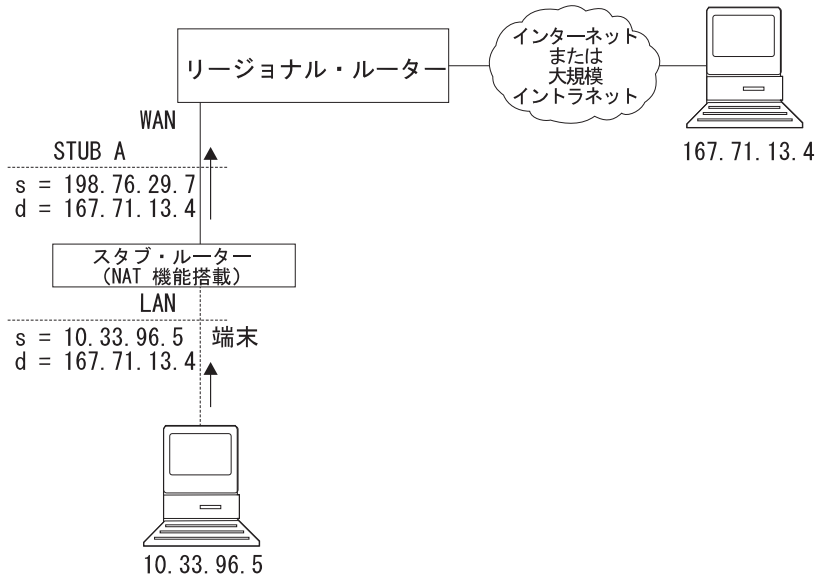 インターネット
または
大規模
イントラネット
リージョナル・ルーター
WAN
167.71.13.4
STUB A
s = 198.76.29.7
d = 167.71.13.4
スタブ・ルーター
(NAT 機能搭載)
LAN
s = 10.33.96.5 端末
d = 167.71.13.4
10.33.96.5